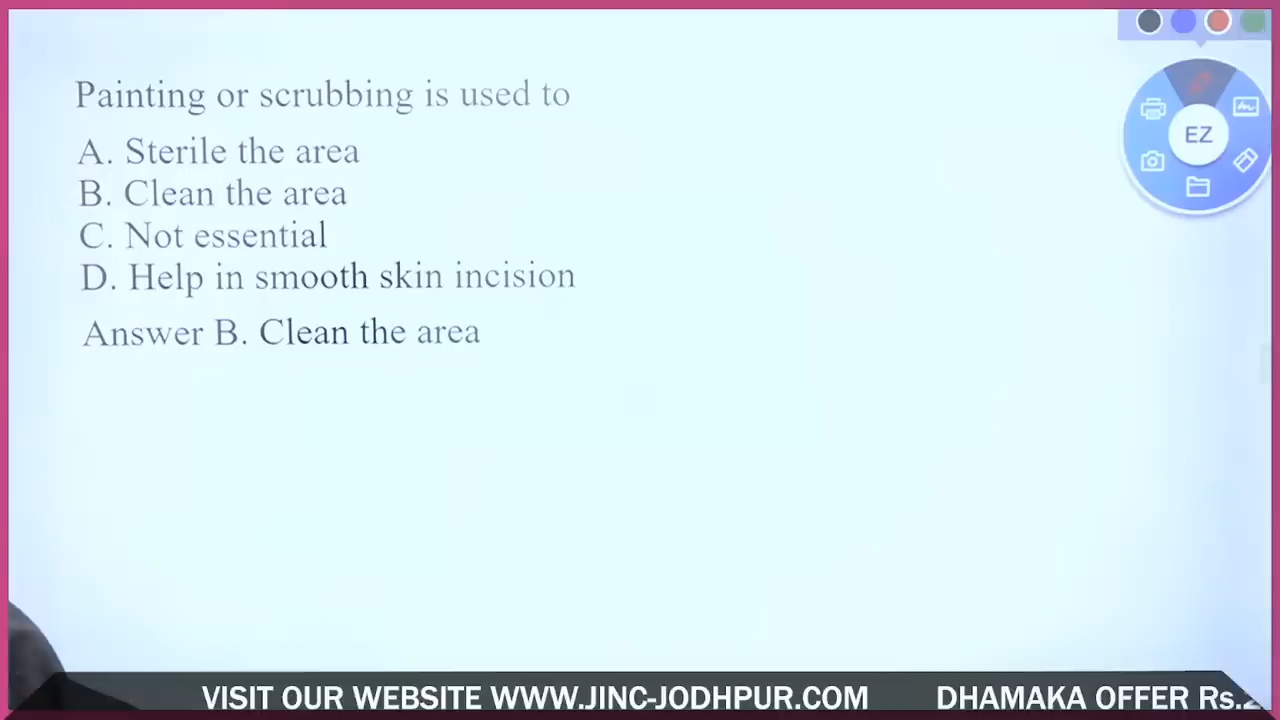 Painting or scrubbing is used to
A. Sterile the area
B. Clean the area
C. Not essential
D. Help in smooth skin incision
Answer B. Clean the area
EZ
VISIT OUR WEBSITE WWW.JINC-JODHPUR.COM DHAMAKA OFFER